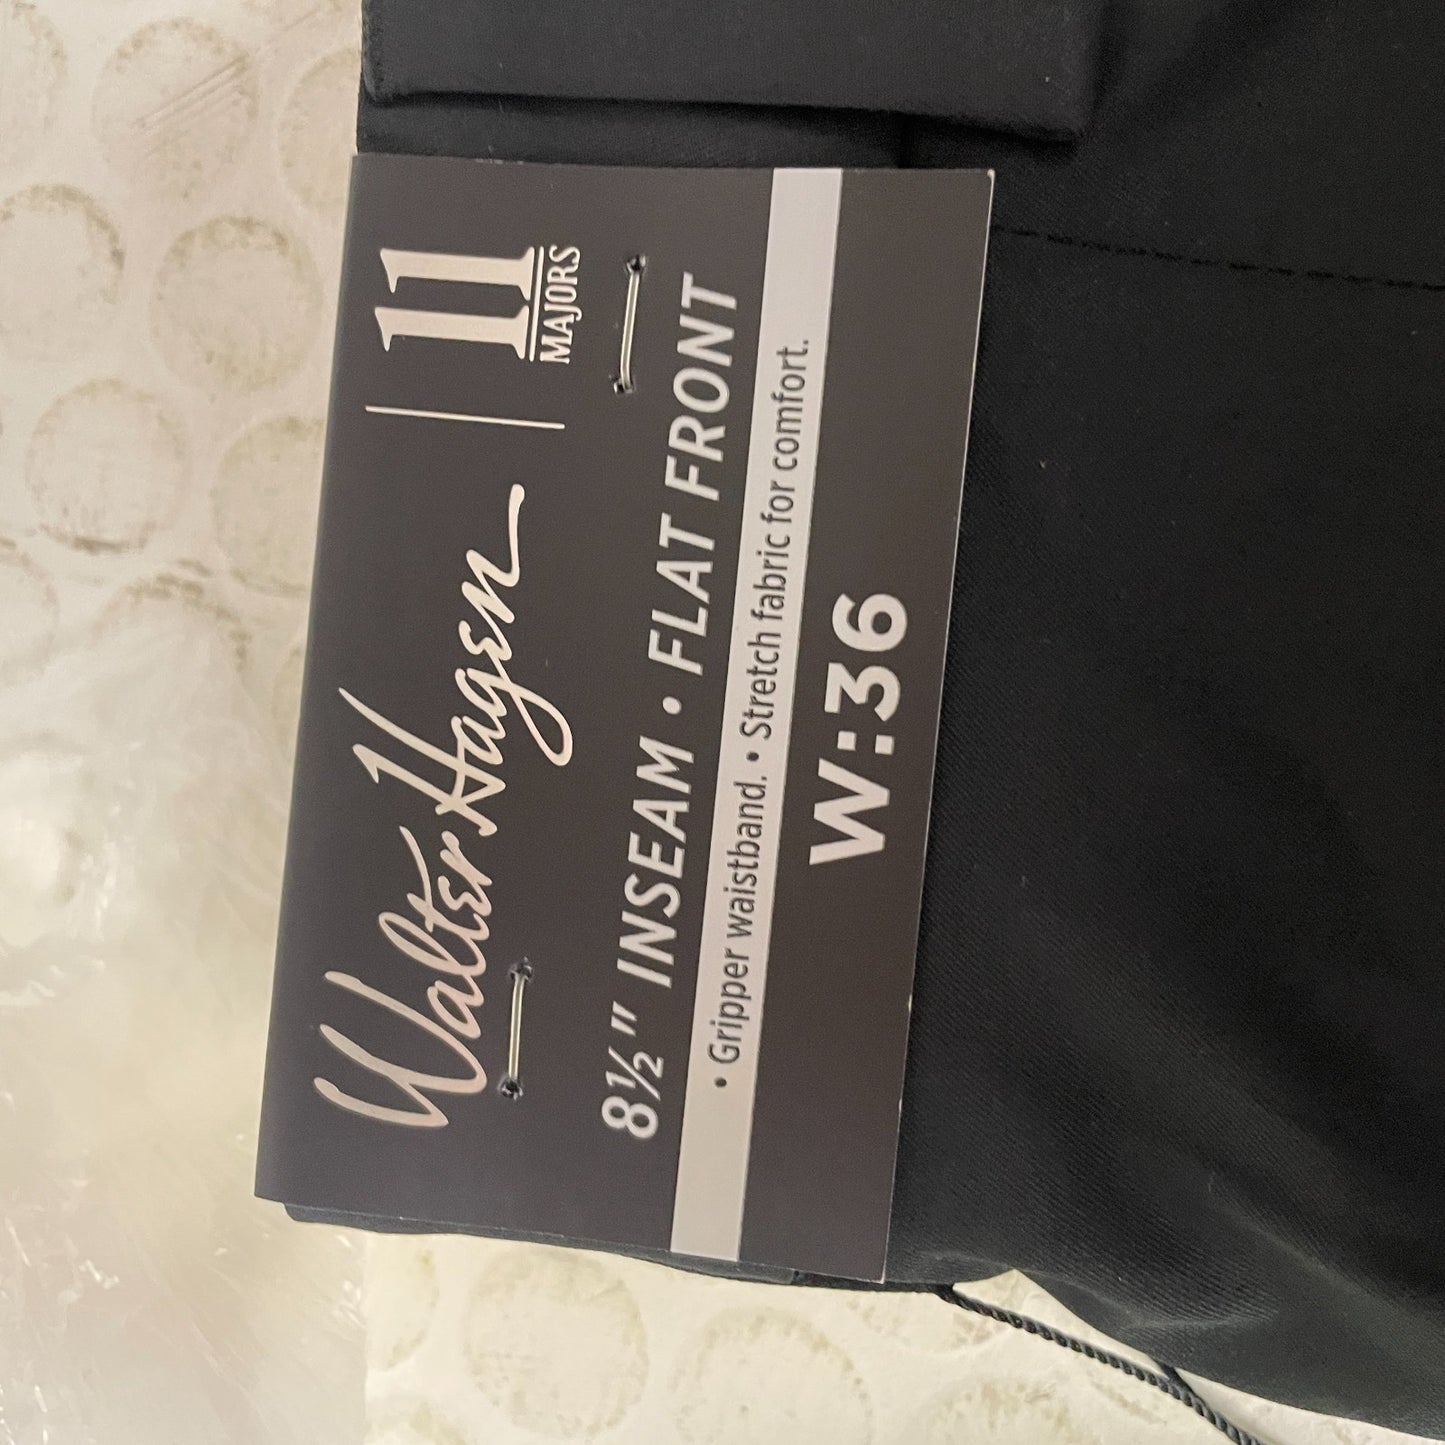 Walter Hagen | 11
MAJORS
8½" INSEAM • FLAT FRONT
• Gripper waistband. • Stretch fabric for comfort.
W:36